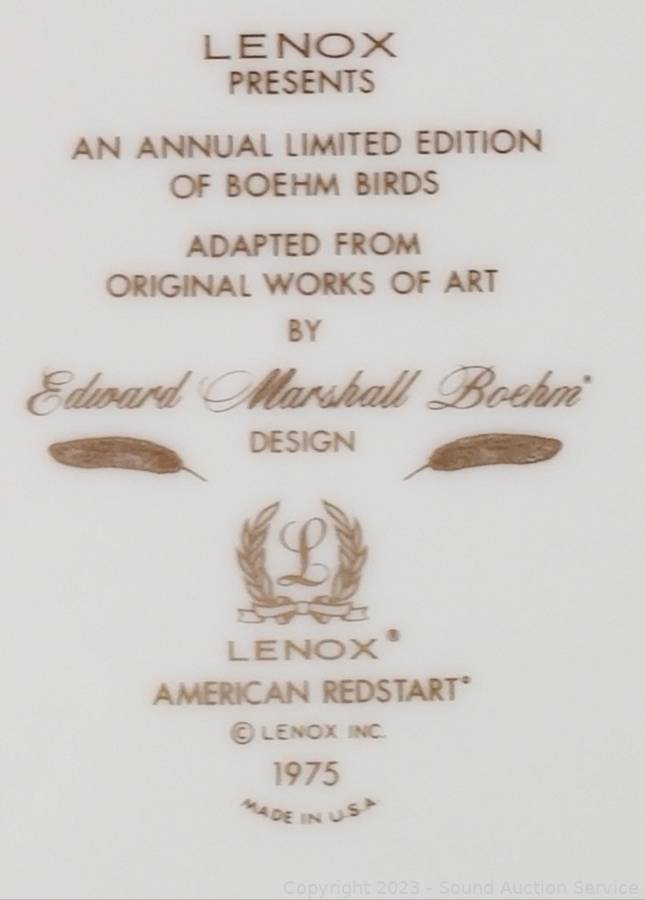 LENOX
PRESENTS
AN ANNUAL LIMITED EDITION
OF BOEHM BIRDS
ADAPTED FROM
ORIGINAL WORKS OF ART
BY
Edward Marshall Boehm®
DESIGN
L
LENOX®
AMERICAN REDSTART®
© LENOX INC.
1975
MADE IN U.S.A.
Copyright 2023 - Sound Auction Service